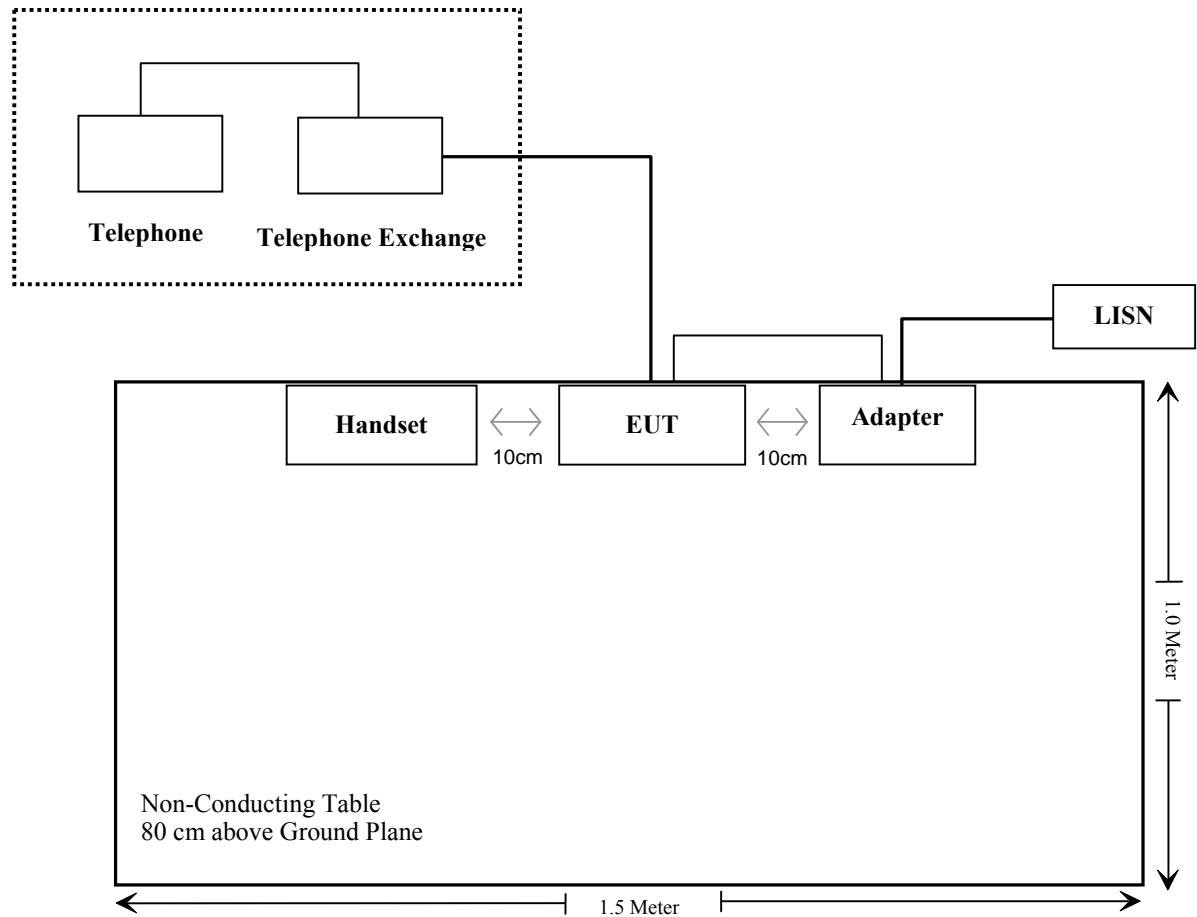 Telephone
Telephone Exchange
LISN
Handset
EUT
Adapter
10cm
10cm
1.0 Meter
Non-Conducting Table
80 cm above Ground Plane
1.5 Meter